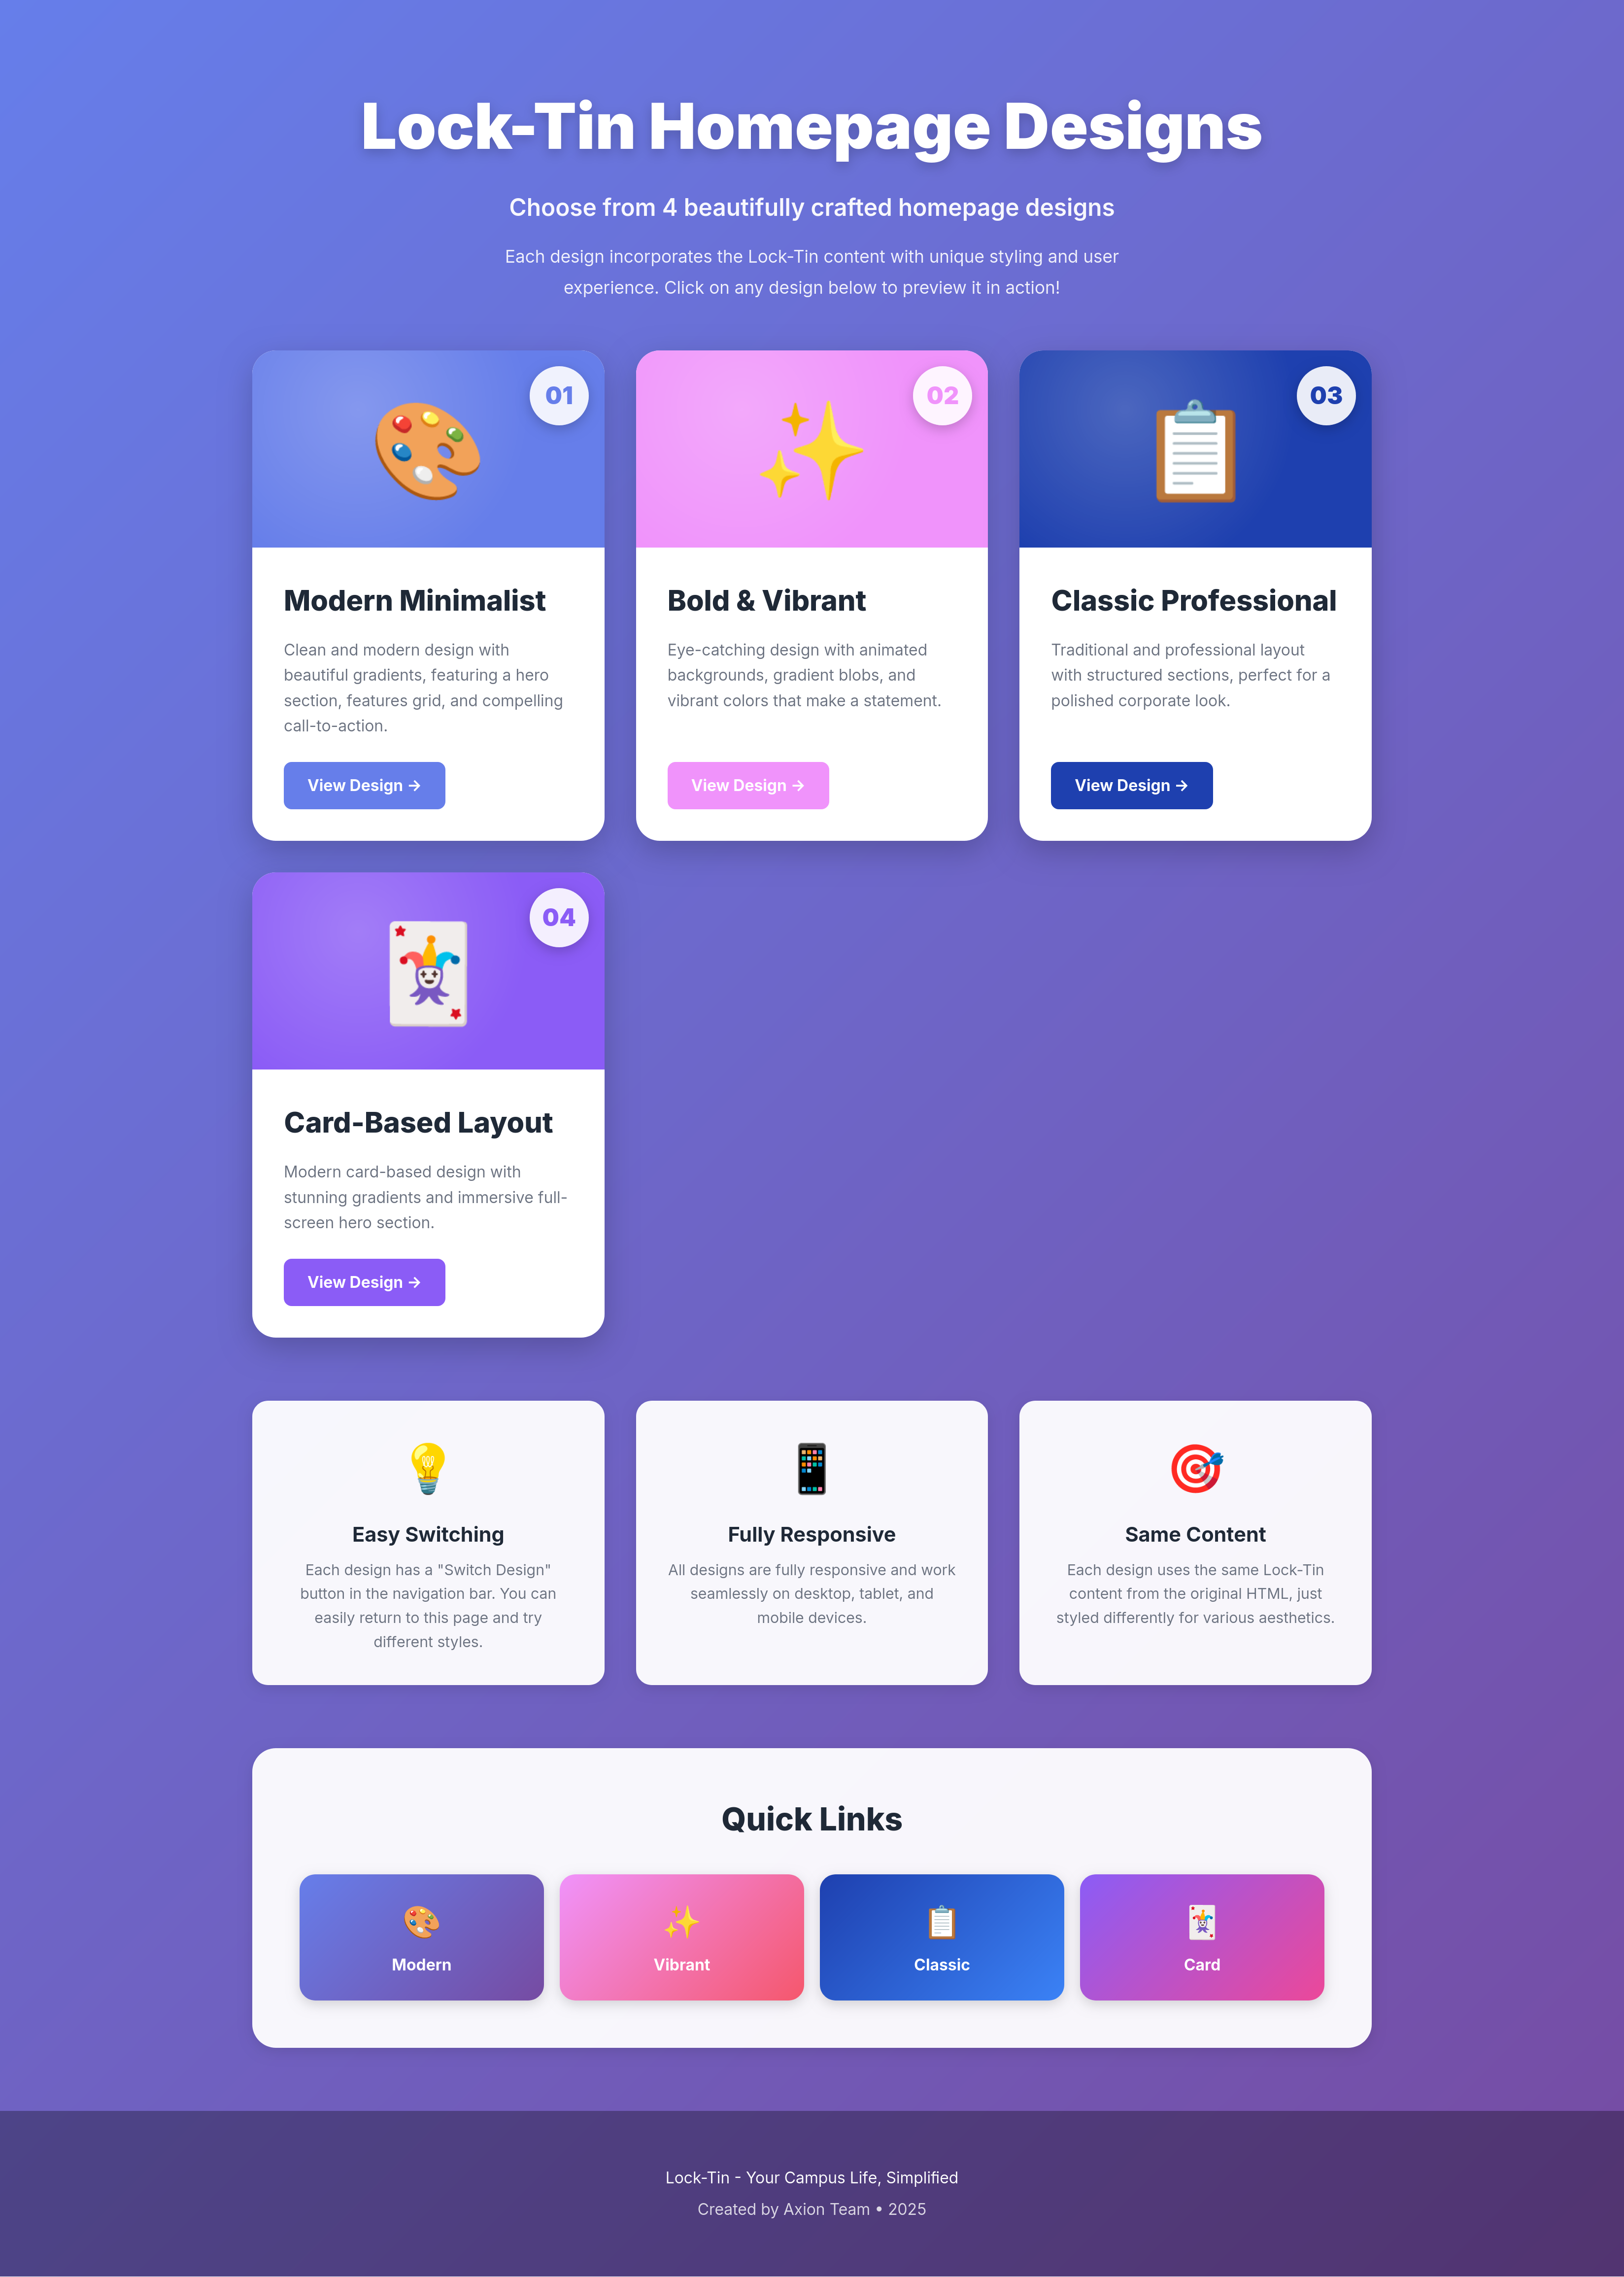 Lock-Tin Homepage Designs
Choose from 4 beautifully crafted homepage designs
Each design incorporates the Lock-Tin content with unique styling and user
experience. Click on any design below to preview it in action!
01
Modern Minimalist
Clean and modern design with
beautiful gradients, featuring a hero
section, features grid, and compelling
call-to-action.
View Design →
02
Bold & Vibrant
Eye-catching design with animated
backgrounds, gradient blobs, and
vibrant colors that make a statement.
View Design →
03
Classic Professional
Traditional and professional layout
with structured sections, perfect for a
polished corporate look.
View Design →
04
Card-Based Layout
Modern card-based design with
stunning gradients and immersive full-
screen hero section.
View Design →
Easy Switching
Each design has a "Switch Design"
button in the navigation bar. You can
easily return to this page and try
different styles.
Fully Responsive
All designs are fully responsive and work
seamlessly on desktop, tablet, and
mobile devices.
Same Content
Each design uses the same Lock-Tin
content from the original HTML, just
styled differently for various aesthetics.
Quick Links
Modern
Vibrant
Classic
Card
Lock-Tin - Your Campus Life, Simplified
Created by Axion Team • 2025